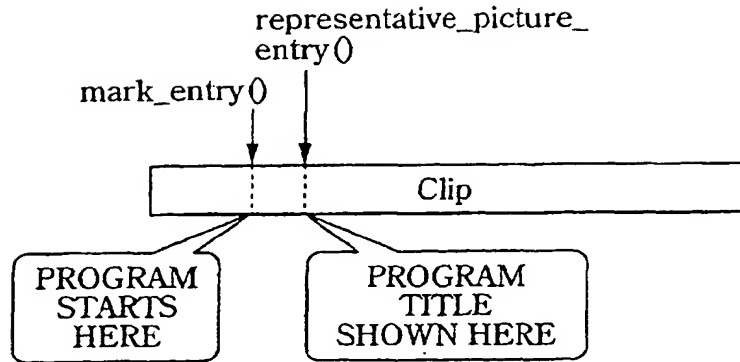 representative_picture_
entry()
mark_entry()
Clip
PROGRAM
STARTS
HERE
PROGRAM
TITLE
SHOWN HERE